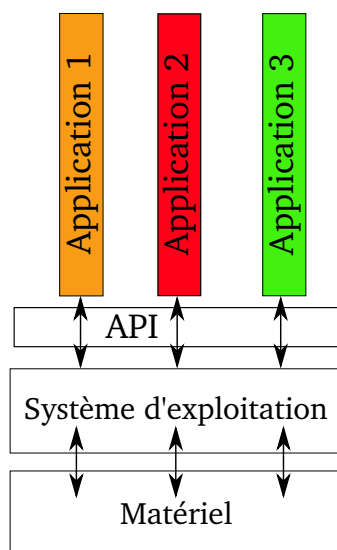 Application 1
Application 2
Application 3
API
Système d'exploitation
Matériel